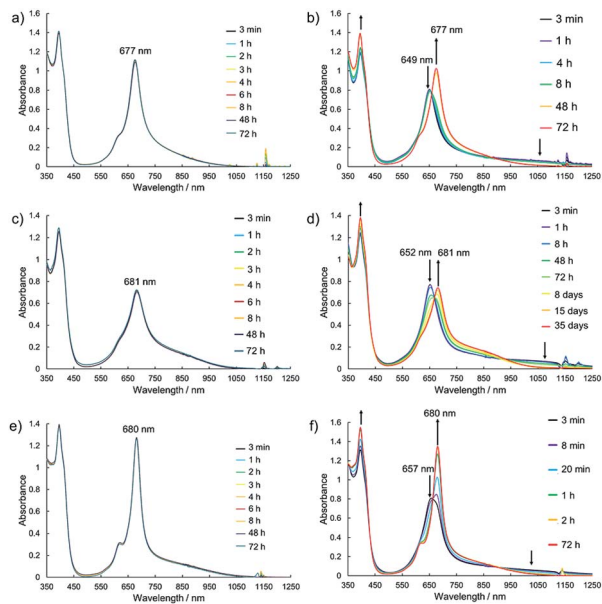 a)
677 nm
Absorbance
1.6
1.4
1.2
1
0.8
0.6
0.4
0.2
0
350 450 550 650 750 850 950 1050 1150 1250
Wavelength / nm
3 min
1 h
2 h
3 h
4 h
6 h
8 h
48 h
72 h
b)
649 nm
677 nm
Absorbance
1.6
1.4
1.2
1
0.8
0.6
0.4
0.2
0
350 450 550 650 750 850 950 1050 1150 1250
Wavelength / nm
3 min
1 h
4 h
8 h
48 h
72 h
c)
681 nm
Absorbance
1.4
1.2
1
0.8
0.6
0.4
0.2
0
350 450 550 650 750 850 950 1050 1150 1250
Wavelength / nm
3 min
1 h
2 h
3 h
4 h
6 h
8 h
48 h
72 h
d)
652 nm
681 nm
Absorbance
1.4
1.2
1
0.8
0.6
0.4
0.2
0
350 450 550 650 750 850 950 1050 1150 1250
Wavelength / nm
3 min
1 h
8 h
48 h
72 h
8 days
15 days
35 days
e)
680 nm
Absorbance
1.4
1.2
1
0.8
0.6
0.4
0.2
0
350 450 550 650 750 850 950 1050 1150 1250
Wavelength / nm
3 min
1 h
2 h
3 h
4 h
6 h
8 h
48 h
72 h
f)
680 nm
657 nm
Absorbance
1.6
1.4
1.2
1
0.8
0.6
0.4
0.2
0
350 450 550 650 750 850 950 1050 1150 1250
Wavelength / nm
3 min
8 min
20 min
1 h
2 h
72 h